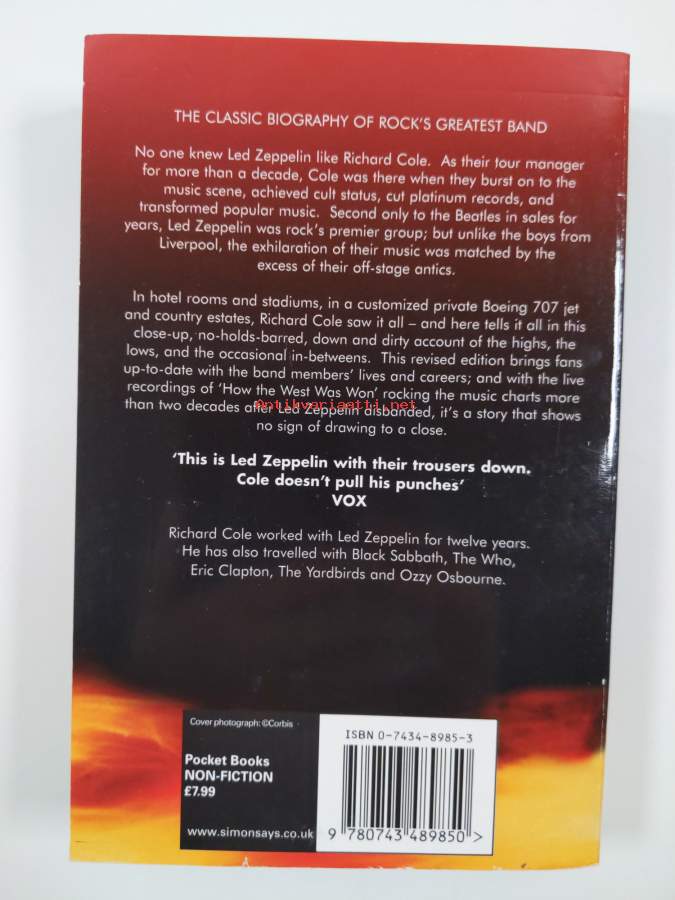 THE CLASSIC BIOGRAPHY OF ROCK'S GREATEST BAND
No one knew Led Zeppelin like Richard Cole. As their tour manager
for more than a decade, Cole was there when they burst on to the
music scene, achieved cult status, cut platinum records, and
transformed popular music. Second only to the Beatles in sales for
years, Led Zeppelin was rock's premier group; but unlike the boys from
Liverpool, the exhilaration of their music was matched by the
excess of their off-stage antics.
In hotel rooms and stadiums, in a customized private Boeing 707 jet
and country estates, Richard Cole saw it all – and here tells it all in this
close-up, no-holds-barred, down and dirty account of the highs, the
lows, and the occasional in-betweens. This revised edition brings fans
up-to-date with the band members' lives and careers; and with the live
recordings of 'How the West Was Won' rocking the music charts more
Antikvariaatti.net
than two decades after Led Zeppelin disbanded, it's a story that shows
no sign of drawing to a close.
'This is Led Zeppelin with their trousers down.
Cole doesn't pull his punches'
VOX
Richard Cole worked with Led Zeppelin for twelve years.
He has also travelled with Black Sabbath, The Who,
Eric Clapton, The Yardbirds and Ozzy Osbourne.
Cover photograph: ©Corbis
Pocket Books
NON-FICTION
£7.99
www.simonsays.co.uk
ISBN 0-7434-8985-3
9 780743 489850 >